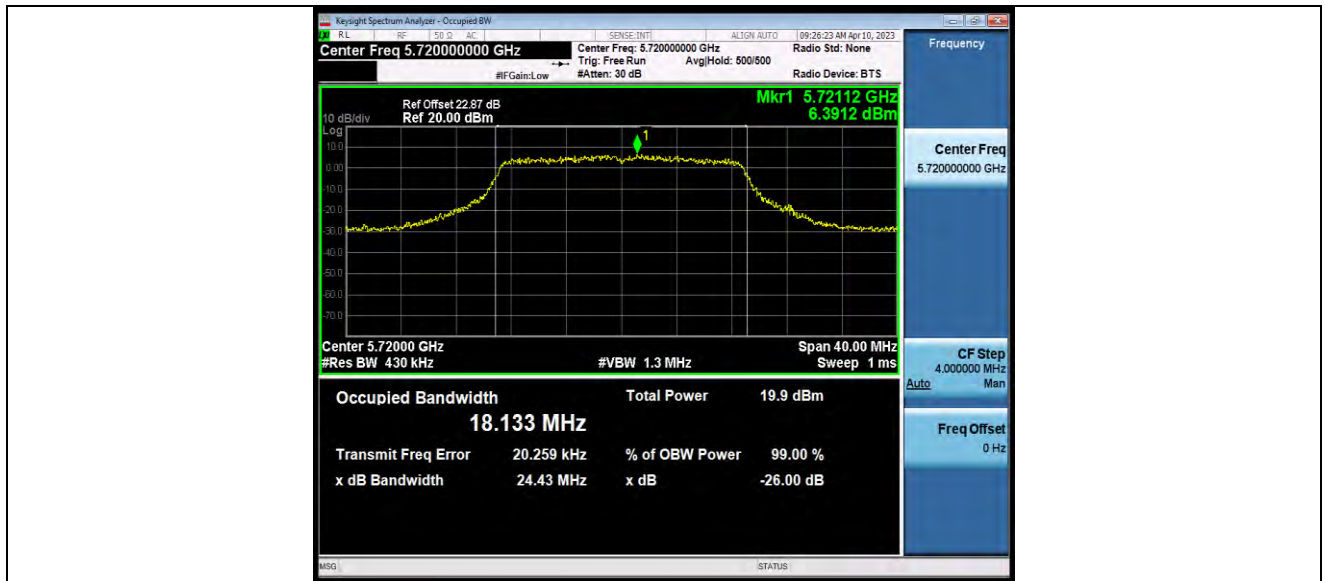 Keysight Spectrum Analyzer - Occupied BW
RL RF 50 Ω AC SENSE:INT ALIGN AUTO 09:26:23 AM Apr 10, 2023
Center Freq 5.720000000 GHz
Center Freq: 5.720000000 GHz Radio Std: None
Trig: Free Run Avg|Hold: 500/500
#IFGain:Low #Atten: 30 dB Radio Device: BTS
Frequency
Mkr1 5.72112 GHz
6.3912 dBm
Ref Offset 22.87 dB
10 dB/div Ref 20.00 dBm
Log
1
10.0
0.00
-10.0
-20.0
-30.0
-40.0
-50.0
-60.0
-70.0
Center 5.72000 GHz Span 40.00 MHz
#Res BW 430 kHz #VBW 1.3 MHz Sweep 1 ms
Center Freq
5.720000000 GHz
CF Step
4.000000 MHz
Auto Man
Freq Offset
0 Hz
Occupied Bandwidth Total Power 19.9 dBm
18.133 MHz
Transmit Freq Error 20.259 kHz % of OBW Power 99.00 %
x dB Bandwidth 24.43 MHz x dB -26.00 dB
MSG STATUS